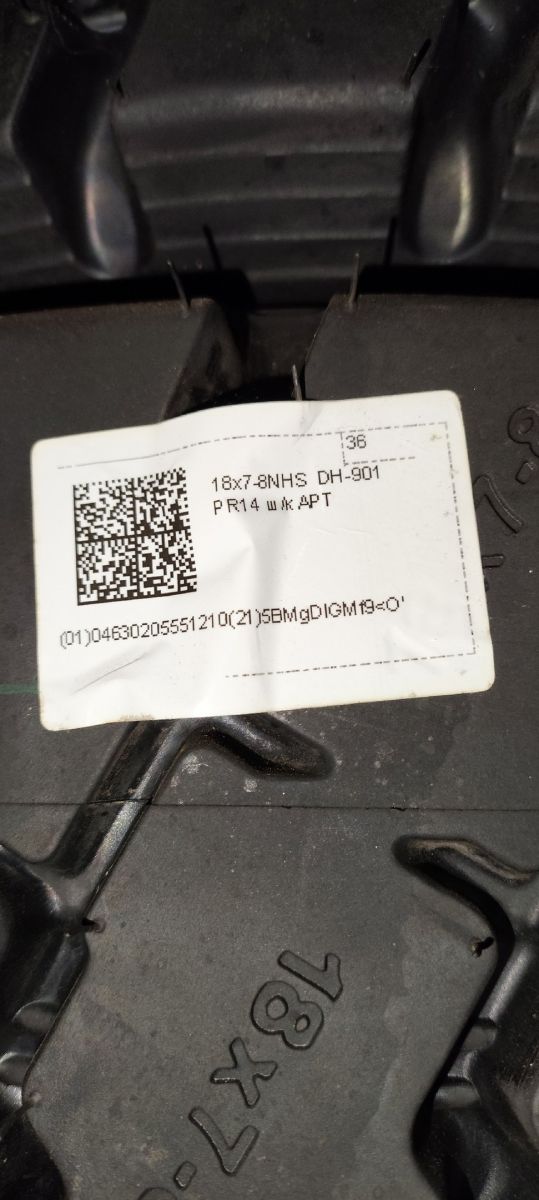 36
18x7-8NHS DH-901
PR14 ш/к АРТ
(01)04630205551210(21)5BMgDIGMf9<O'
18x7-